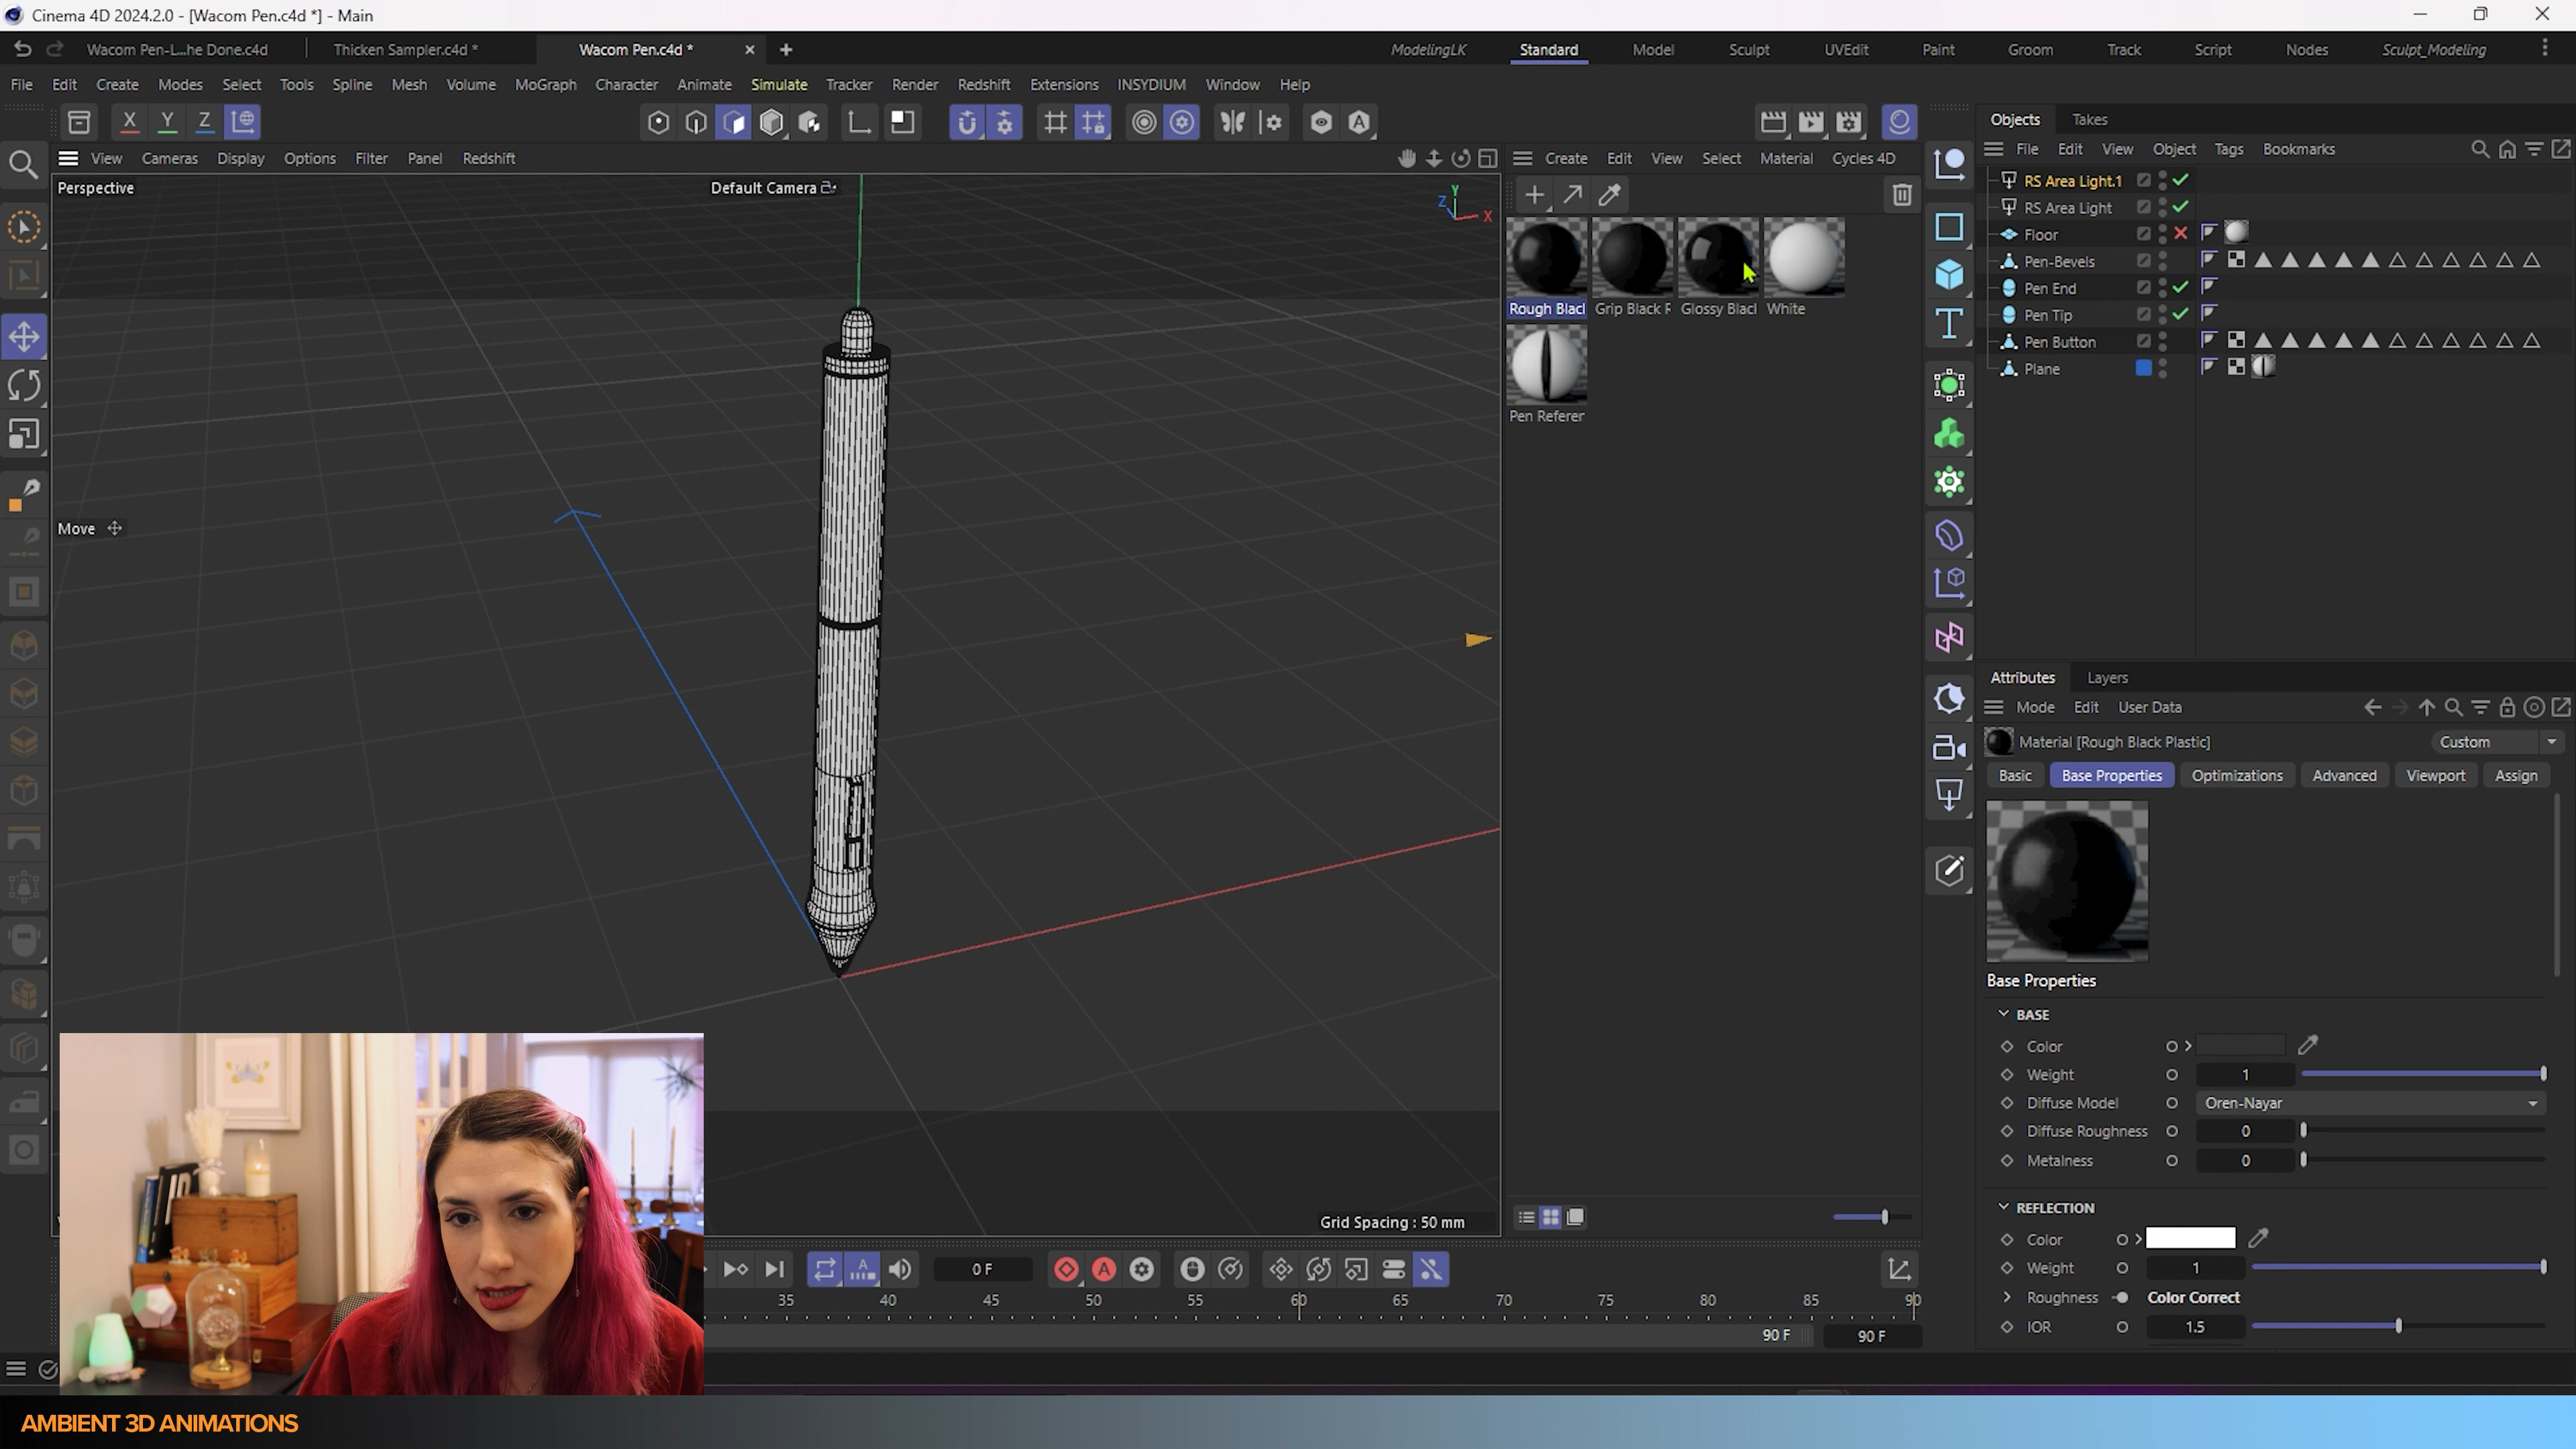 Cinema 4D 2024.2.0 - [Wacom Pen.c4d *] - Main
Wacom Pen-L...he Done.c4d Thicken Sampler.c4d * Wacom Pen.c4d * ModelingLK Standard Model Sculpt UVEdit Paint Groom Track Script Nodes Sculpt_Modeling
File Edit Create Modes Select Tools Spline Mesh Volume MoGraph Character Animate Simulate Tracker Render Redshift Extensions INSYDIUM Window Help
X Y Z
Objects Takes
View Cameras Display Options Filter Panel Redshift
Create Edit View Select Material Cycles 4D
File Edit View Object Tags Bookmarks
Perspective
Default Camera
Y
Z
X
RS Area Light.1
RS Area Light
Floor
Pen-Bevels
Pen End
Pen Tip
Pen Button
Plane
Rough Blacl Grip Black F Glossy Blacl White
Pen Referer
Move
Grid Spacing : 50 mm
Attributes Layers
Mode Edit User Data
Material [Rough Black Plastic]
Custom
Basic Base Properties Optimizations Advanced Viewport Assign
Base Properties
BASE
Color
Weight 1
Diffuse Model Oren-Nayar
Diffuse Roughness 0
Metalness 0
REFLECTION
Color
Weight 1
Roughness Color Correct
IOR 1.5
0 F
35 40 45 50 55 60 65 70 75 80 85 90
90 F 90 F
AMBIENT 3D ANIMATIONS